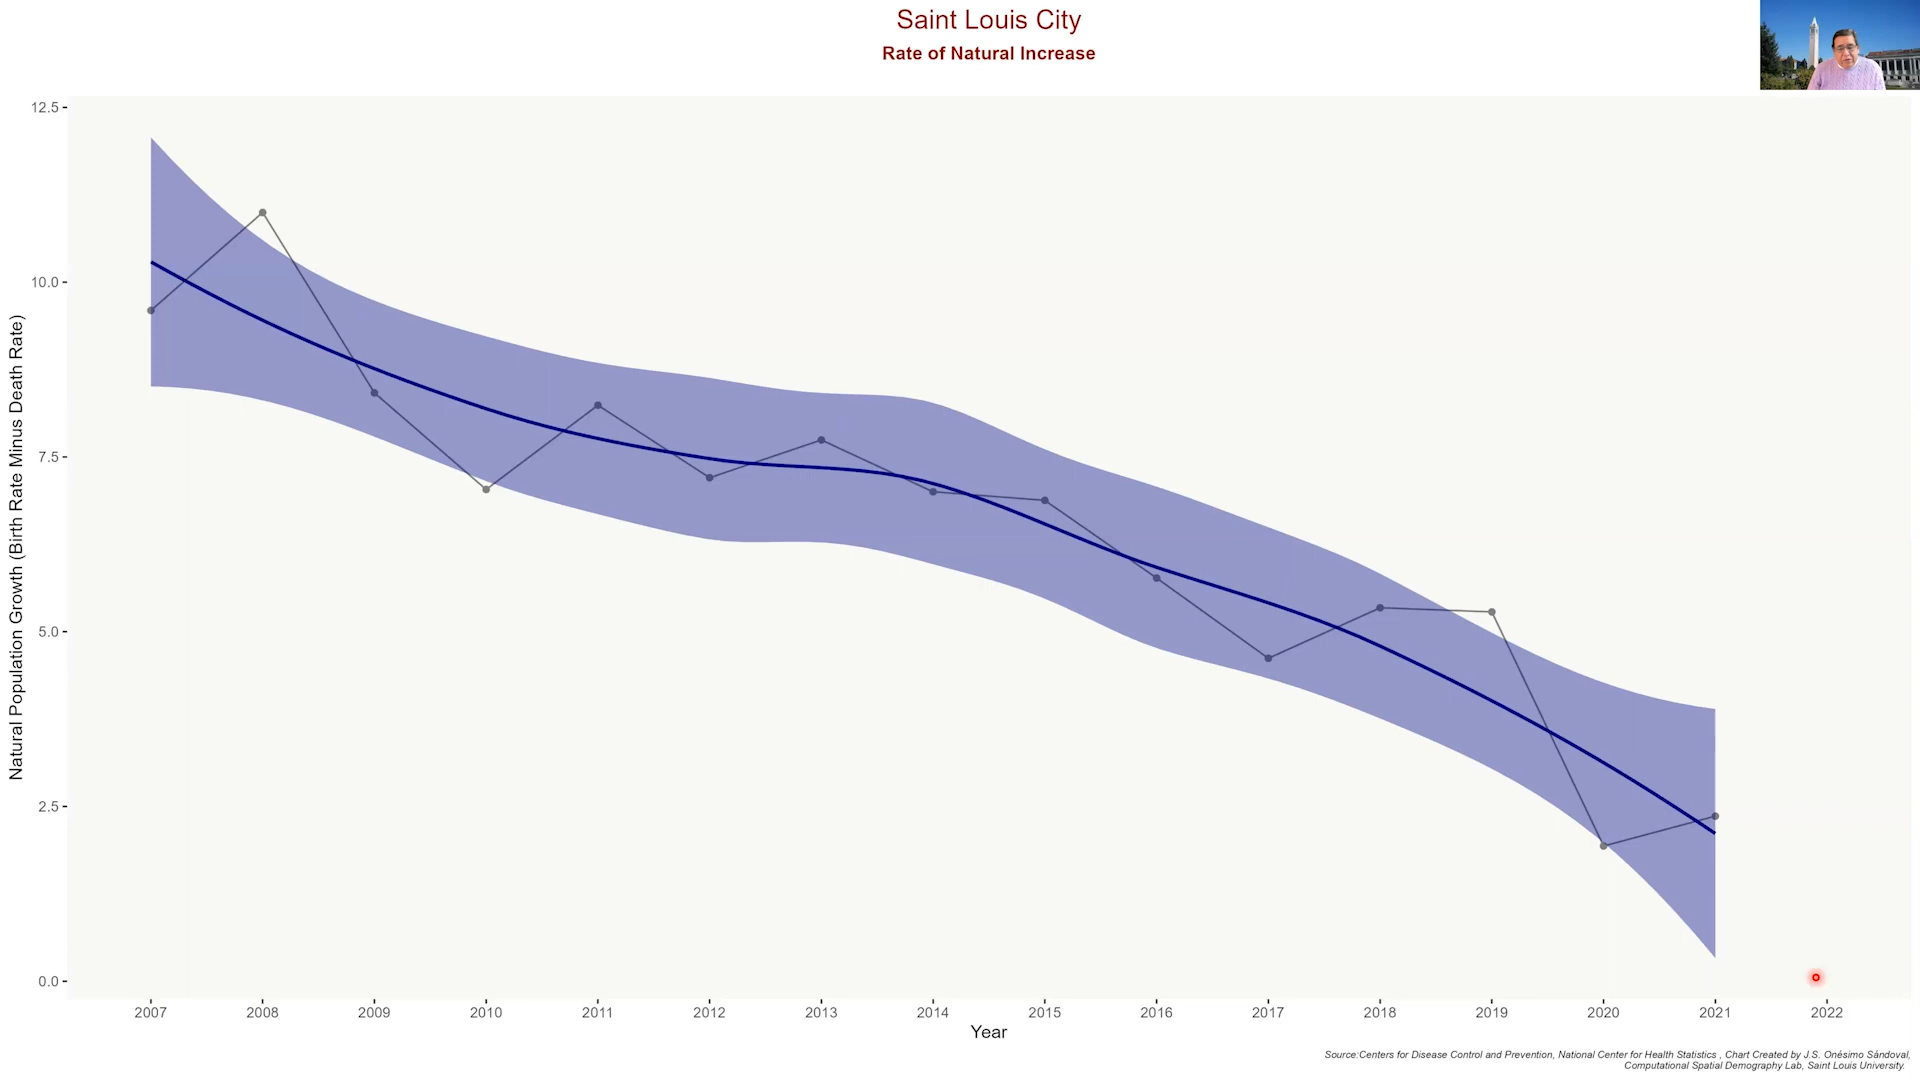 Saint Louis City
Rate of Natural Increase
Natural Population Growth (Birth Rate Minus Death Rate)
12.5
10.0
7.5
5.0
2.5
0.0
2007 2008 2009 2010 2011 2012 2013 2014 2015 2016 2017 2018 2019 2020 2021 2022
Year
Source:Centers for Disease Control and Prevention, National Center for Health Statistics , Chart Created by J.S. Onésimo Sándoval,
Computational Spatial Demography Lab, Saint Louis University.